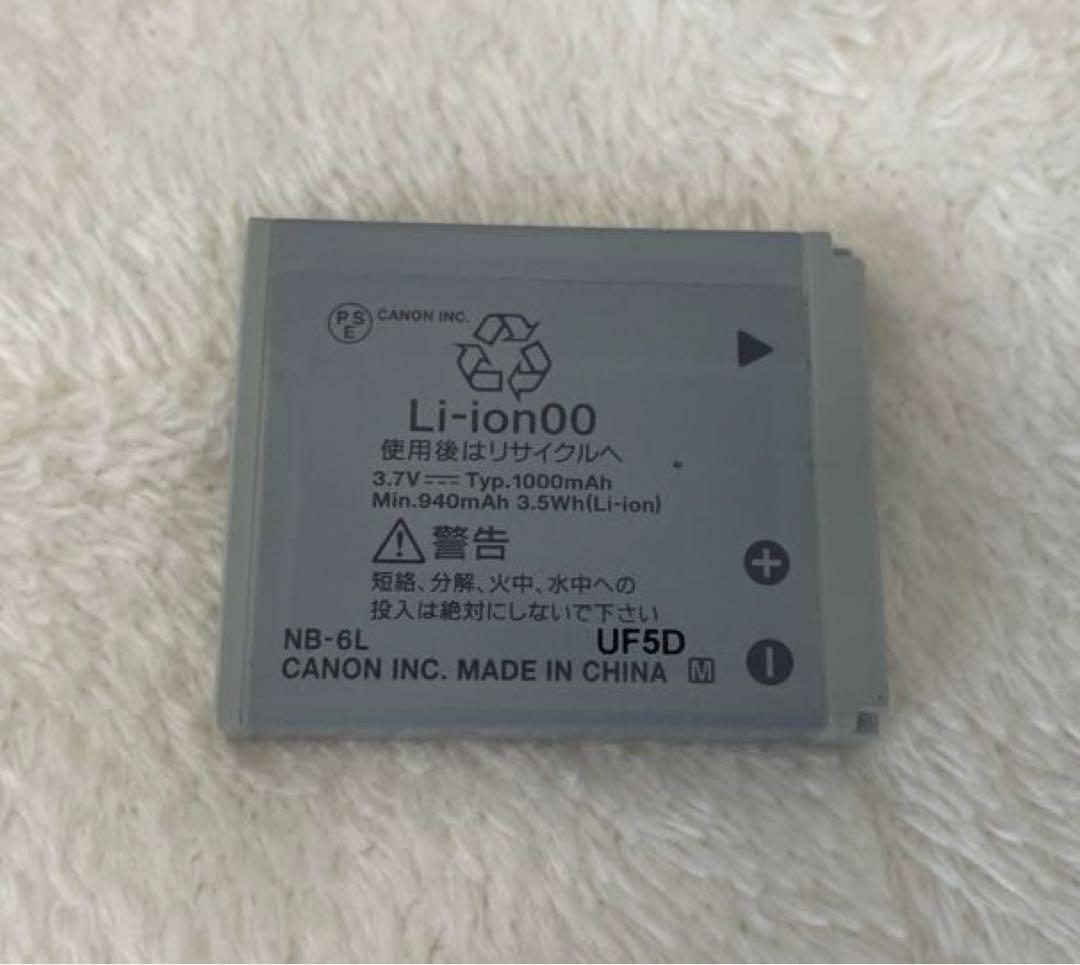 PSE CANON INC.
Li-ion00
使用後はリサイクルへ
3.7V⎓Typ.1000mAh
Min.940mAh 3.5Wh(Li-ion)
警告
短絡、分解、火中、水中への
投入は絶対にしないで下さい
NB-6L UF5D
CANON INC. MADE IN CHINA M